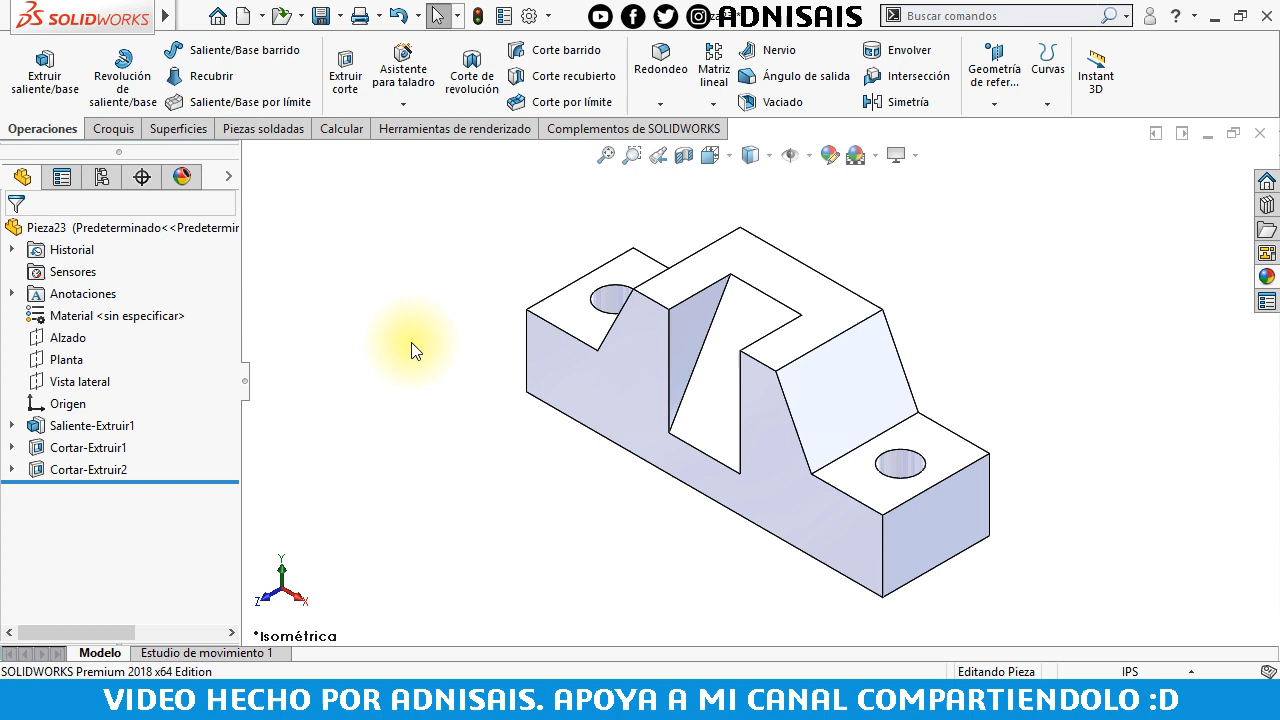 SOLIDWORKS
ADNISAIS
Buscar comandos
Extruir saliente/base
Revolución de saliente/base
Saliente/Base barrido
Recubrir
Saliente/Base por límite
Extruir corte
Asistente para taladro
Corte de revolución
Corte barrido
Corte recubierto
Corte por límite
Redondeo
Matriz lineal
Nervio
Ángulo de salida
Vaciado
Envolver
Intersección
Simetría
Geometría de refer...
Curvas
Instant 3D
Operaciones
Croquis
Superficies
Piezas soldadas
Calcular
Herramientas de renderizado
Complementos de SOLIDWORKS
Pieza23 (Predeterminado<<Predetermir
Historial
Sensores
Anotaciones
Material <sin especificar>
Alzado
Planta
Vista lateral
Origen
Saliente-Extruir1
Cortar-Extruir1
Cortar-Extruir2
Y
Z
X
*Isométrica
Modelo
Estudio de movimiento 1
SOLIDWORKS Premium 2018 x64 Edition
Editando Pieza
IPS
VIDEO HECHO POR ADNISAIS. APOYA A MI CANAL COMPARTIENDOLO :D